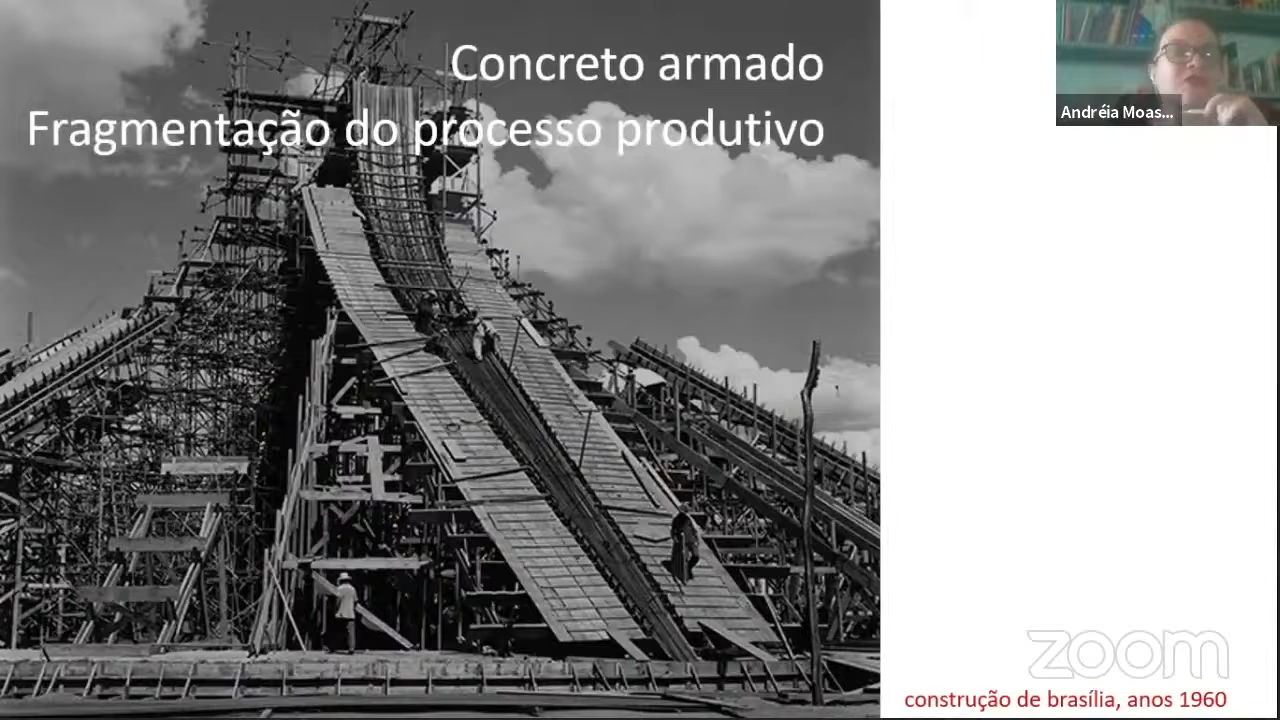 Concreto armado
Fragmentação do processo produtivo
Andréia Moas...
zoom
construção de brasília, anos 1960